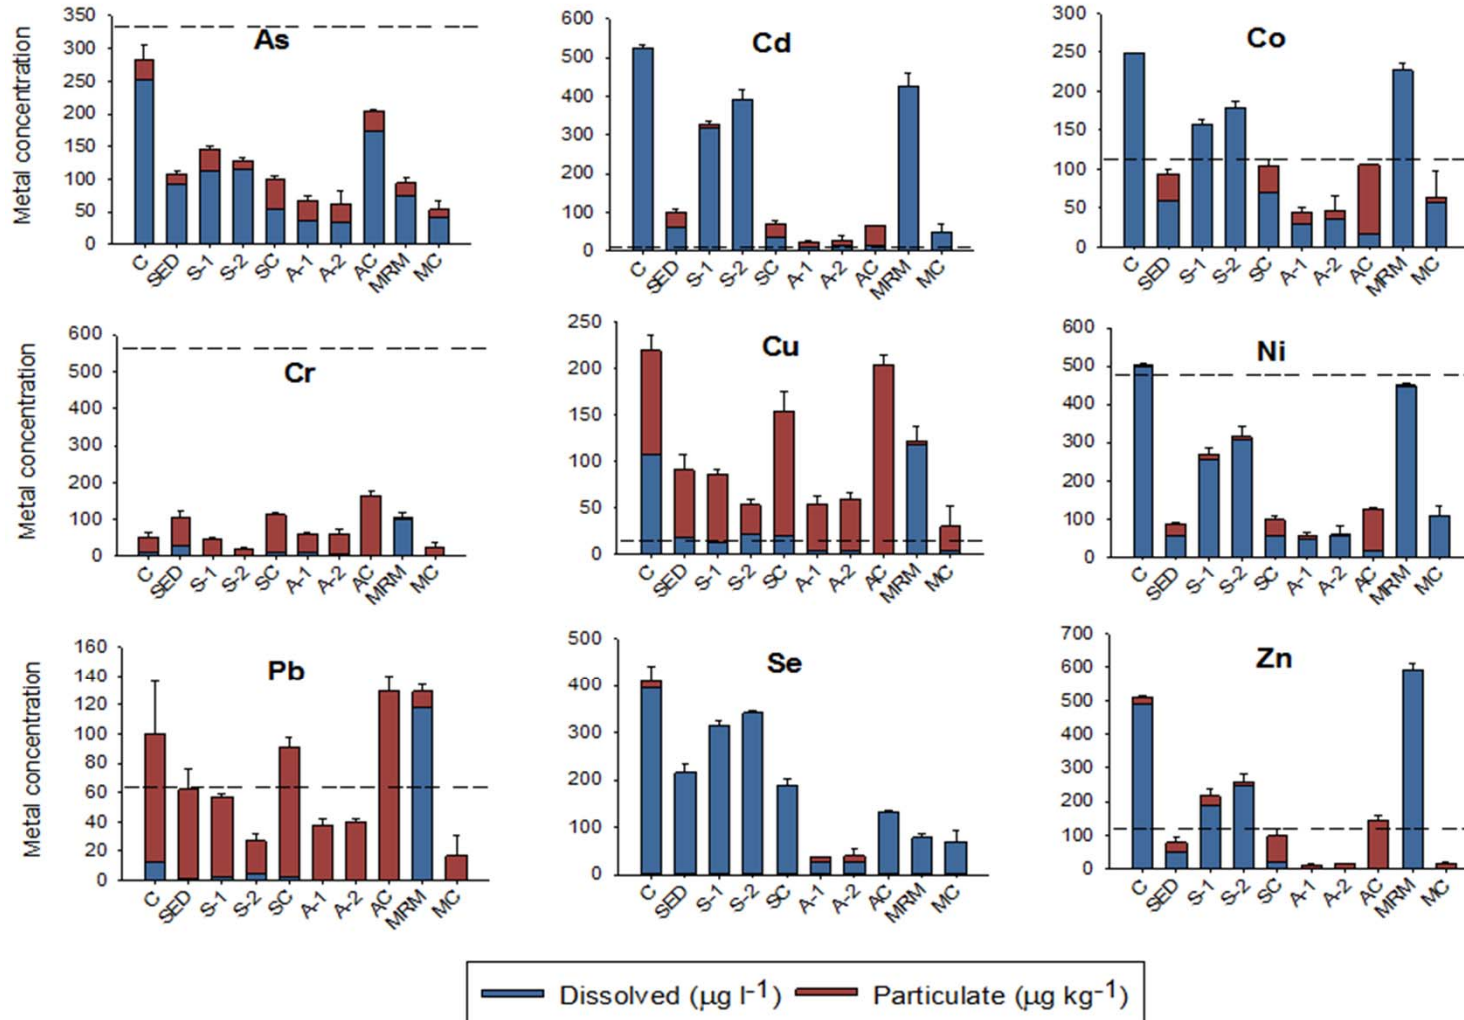 As
Metal concentration
350
300
250
200
150
100
50
0
C SED S-1 S-2 SC A-1 A-2 AC MRM MC
Cd
600
500
400
300
200
100
0
C SED S-1 S-2 SC A-1 A-2 AC MRM MC
Co
300
250
200
150
100
50
0
C SED S-1 S-2 SC A-1 A-2 AC MRM MC
Cr
Metal concentration
600
500
400
300
200
100
0
C SED S-1 S-2 SC A-1 A-2 AC MRM MC
Cu
250
200
150
100
50
0
C SED S-1 S-2 SC A-1 A-2 AC MRM MC
Ni
600
500
400
300
200
100
0
C SED S-1 S-2 SC A-1 A-2 AC MRM MC
Pb
Metal concentration
160
140
120
100
80
60
40
20
0
C SED S-1 S-2 SC A-1 A-2 AC MRM MC
Se
500
400
300
200
100
0
C SED S-1 S-2 SC A-1 A-2 AC MRM MC
Zn
700
600
500
400
300
200
100
0
C SED S-1 S-2 SC A-1 A-2 AC MRM MC
Dissolved (µg l⁻¹) Particulate (µg kg⁻¹)